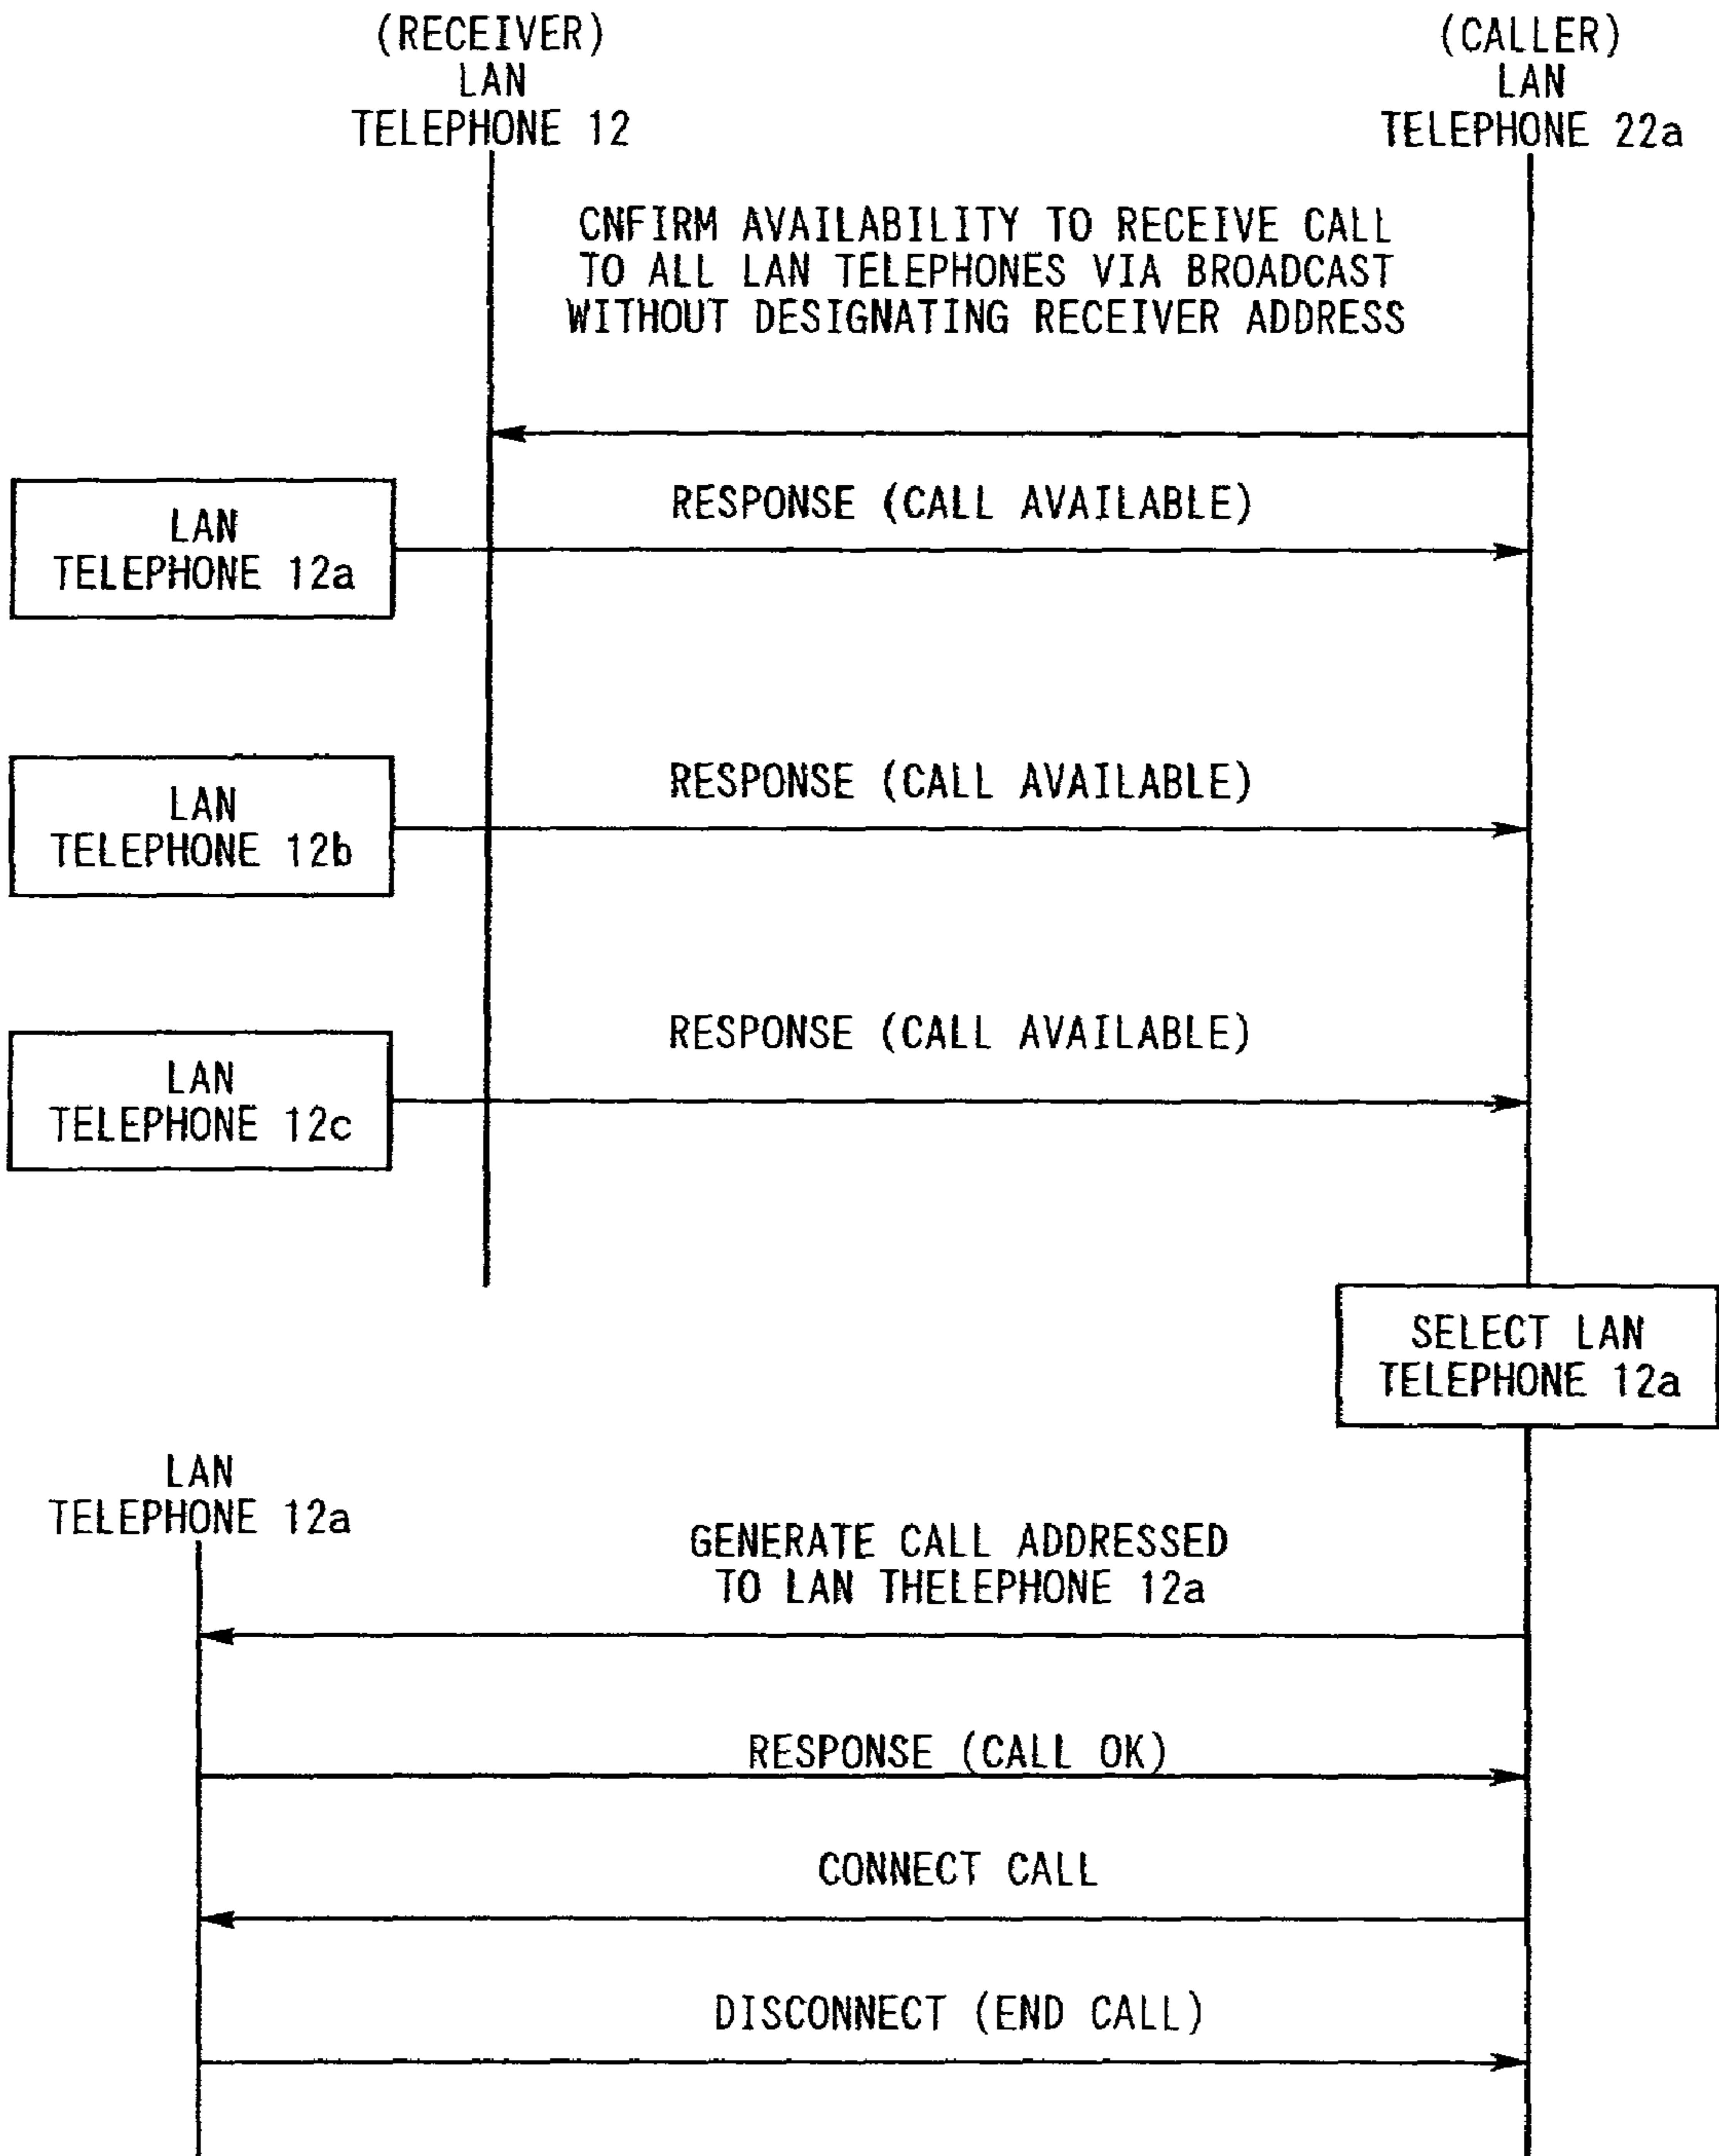 (RECEIVER)
LAN
TELEPHONE 12
(CALLER)
LAN
TELEPHONE 22a
CNFIRM AVAILABILITY TO RECEIVE CALL
TO ALL LAN TELEPHONES VIA BROADCAST
WITHOUT DESIGNATING RECEIVER ADDRESS
LAN
TELEPHONE 12a
RESPONSE (CALL AVAILABLE)
LAN
TELEPHONE 12b
RESPONSE (CALL AVAILABLE)
LAN
TELEPHONE 12c
RESPONSE (CALL AVAILABLE)
SELECT LAN
TELEPHONE 12a
LAN
TELEPHONE 12a
GENERATE CALL ADDRESSED
TO LAN THELEPHONE 12a
RESPONSE (CALL OK)
CONNECT CALL
DISCONNECT (END CALL)